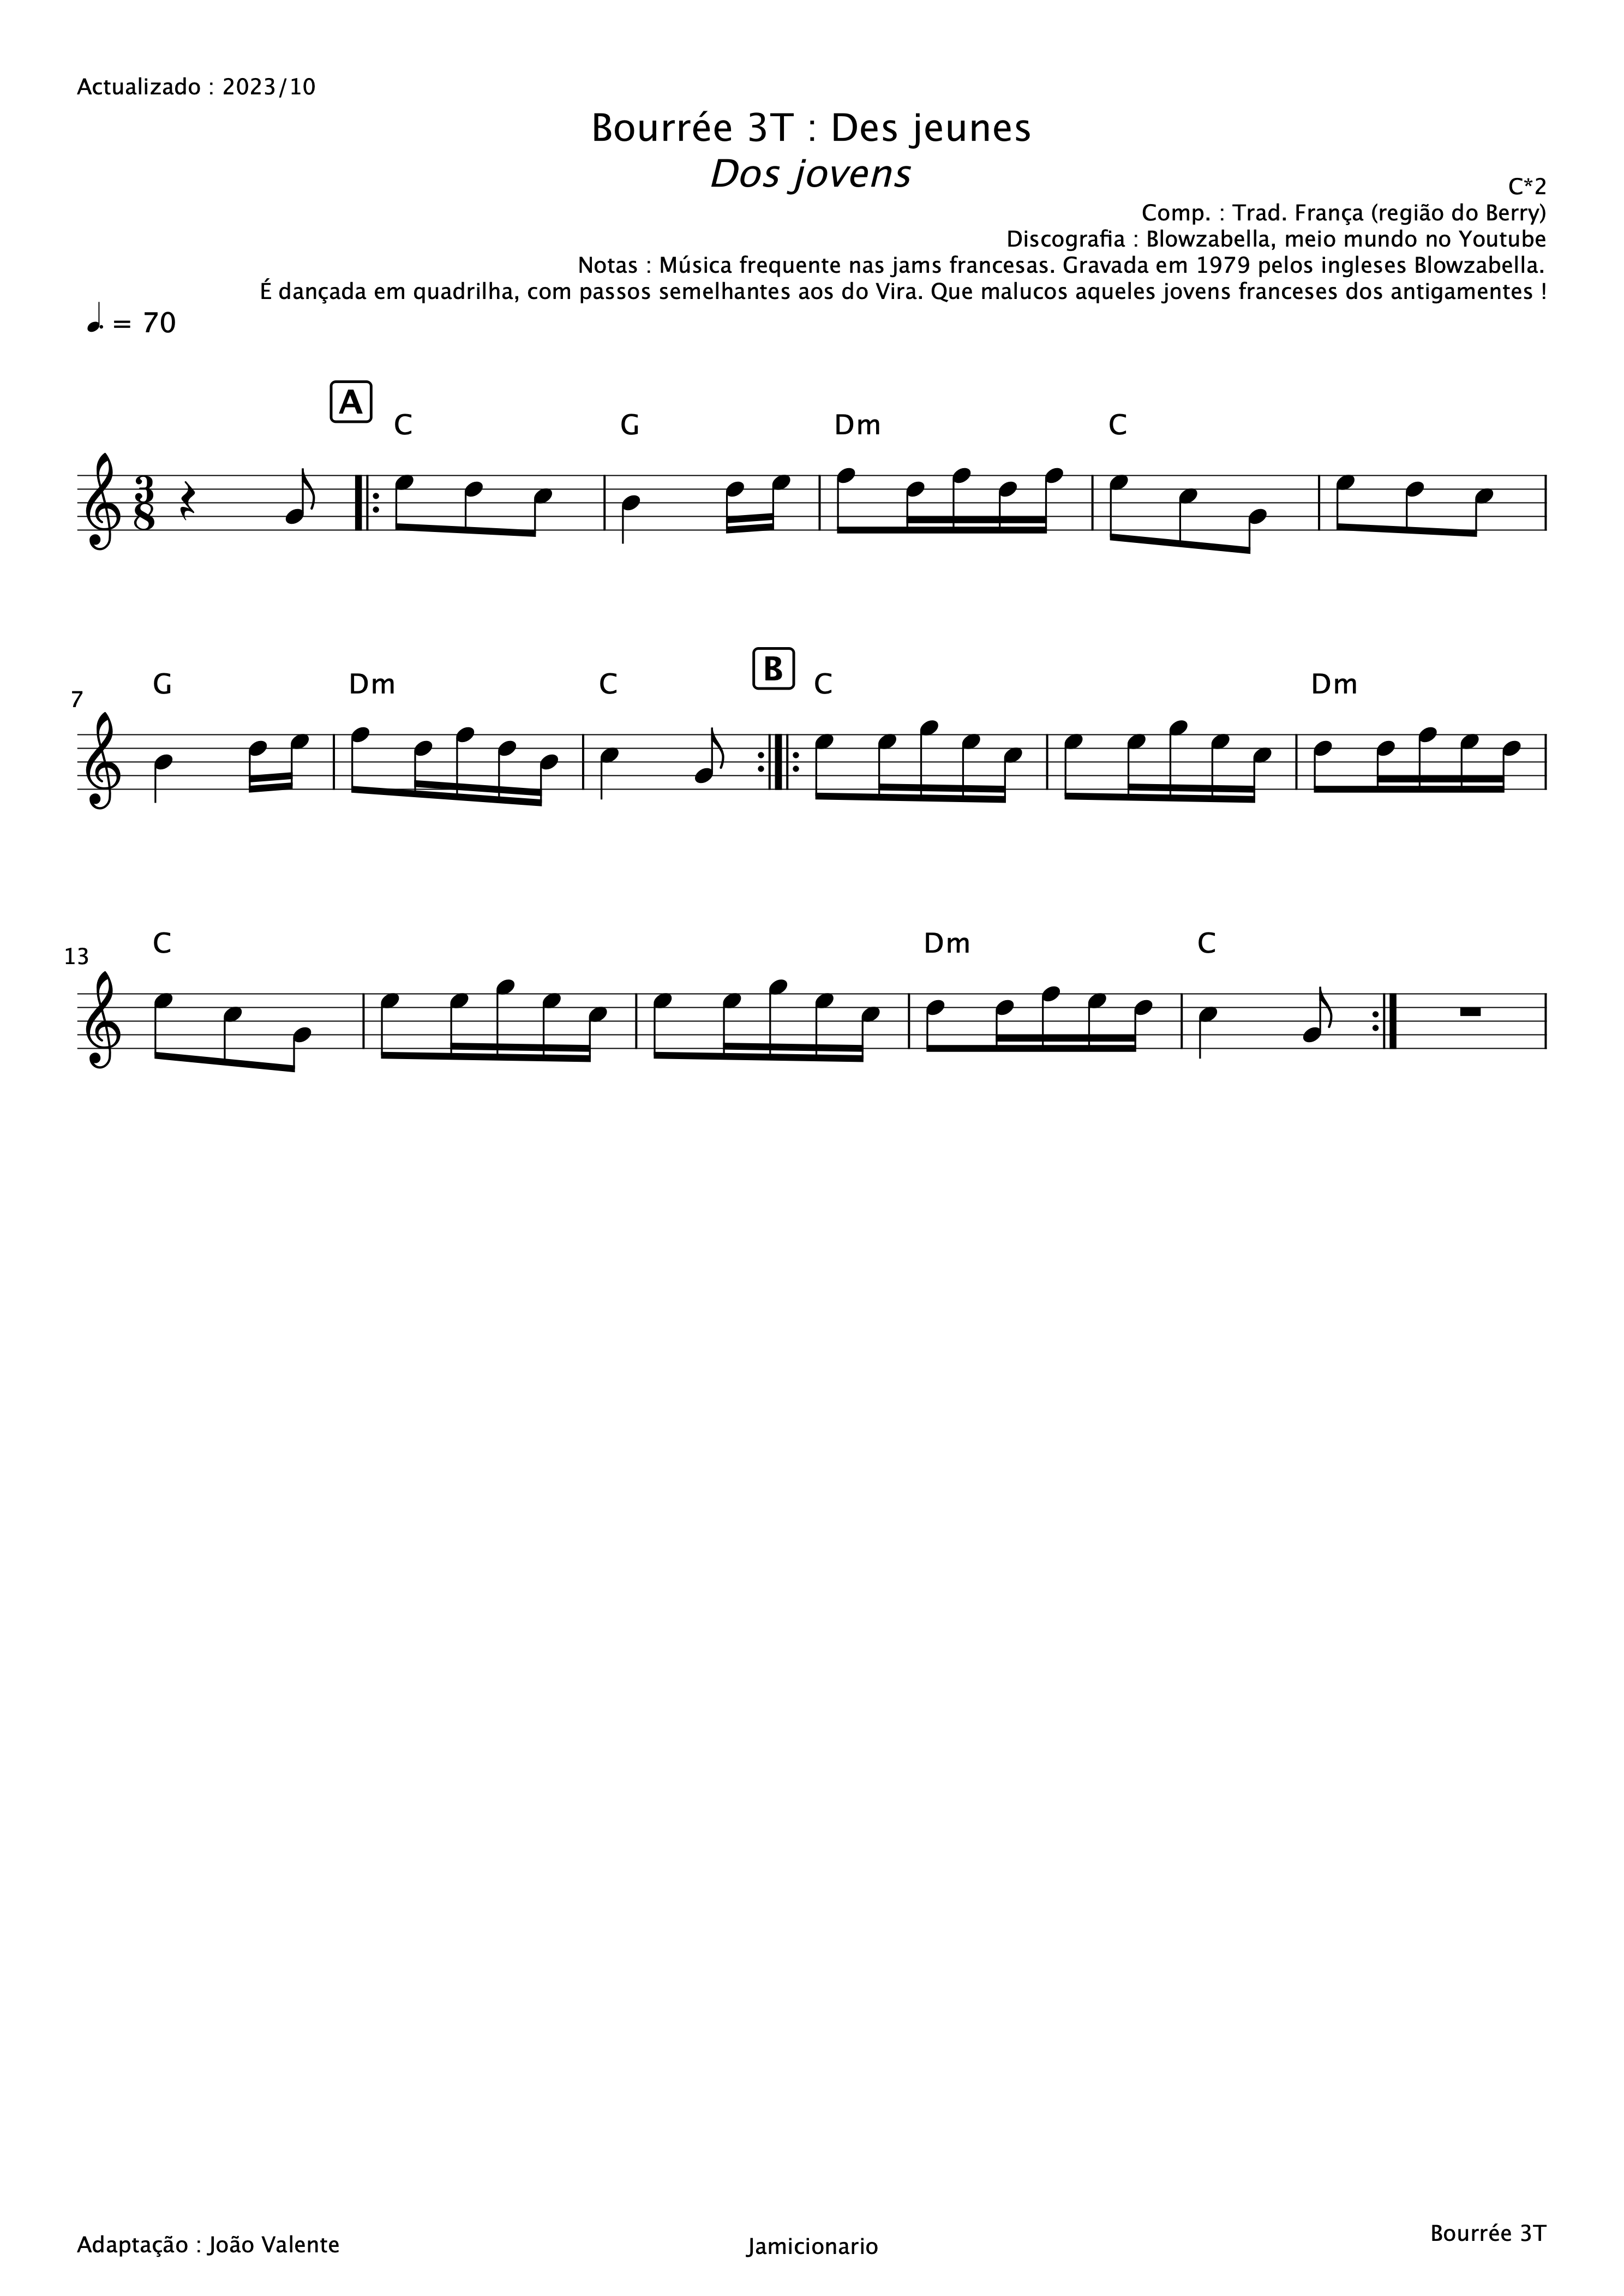 Actualizado : 2023/10
Bourrée 3T : Des jeunes
Dos jovens
C*2
Comp. : Trad. França (região do Berry)
Discografia : Blowzabella, meio mundo no Youtube
Notas : Música frequente nas jams francesas. Gravada em 1979 pelos ingleses Blowzabella.
É dançada em quadrilha, com passos semelhantes aos do Vira. Que malucos aqueles jovens franceses dos antigamentes !
= 70
A
C G Dm C
3
8
B
7 G Dm C C Dm
13 C Dm C
Adaptação : João Valente
Jamicionario
Bourrée 3T